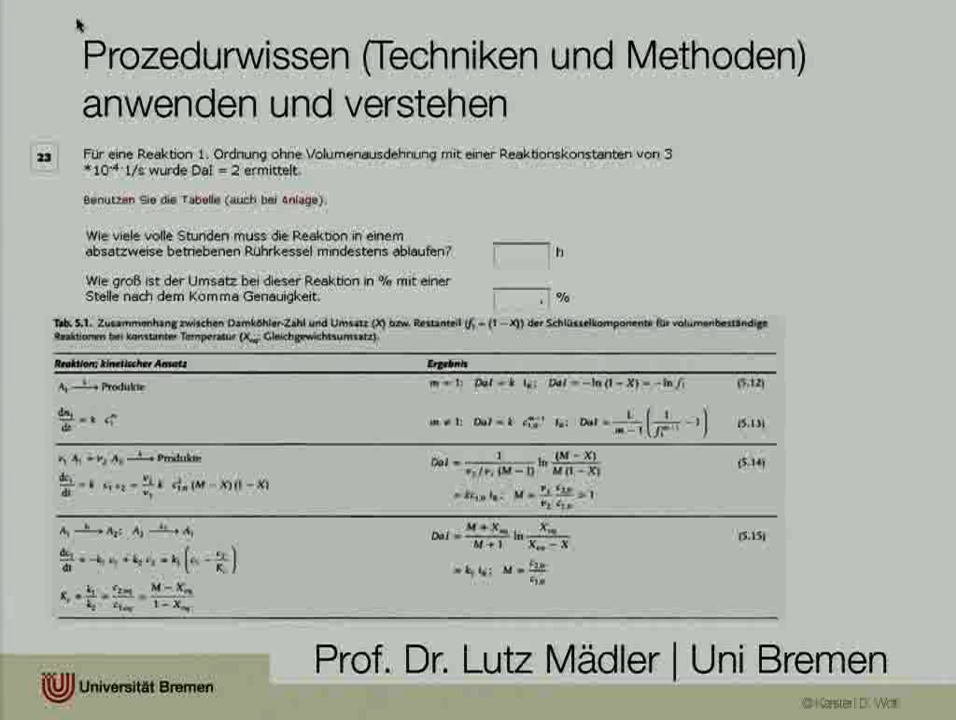 Prozedurwissen (Techniken und Methoden)
anwenden und verstehen
23
Für eine Reaktion 1. Ordnung ohne Volumenausdehnung mit einer Reaktionskonstanten von 3
*10-4 1/s wurde DaI = 2 ermittelt.
Benutzen Sie die Tabelle (auch bei Anlage).
Wie viele volle Stunden muss die Reaktion in einem
absatzweise betriebenen Rührkessel mindestens ablaufen?
h
Wie groß ist der Umsatz bei dieser Reaktion in % mit einer
Stelle nach dem Komma Genauigkeit.
, %
Tab. 5.1. Zusammenhang zwischen Damköhler-Zahl und Umsatz (X) bzw. Restanteil (f₁ = (1 – X)) der Schlüsselkomponente für volumenbeständige
Reaktionen bei konstanter Temperatur (Xeq: Gleichgewichtsumsatz).
Reaktion; kinetischer Ansatz Ergebnis
Produkte m = 1: DaI = k tR; DaI = –ln (1 – X) = –ln f₁ (5.12)
m ≠ 1: (5.13)
Produkte (5.14)
(5.15)
Prof. Dr. Lutz Mädler | Uni Bremen
Universität Bremen
© Karsten D. Wolf